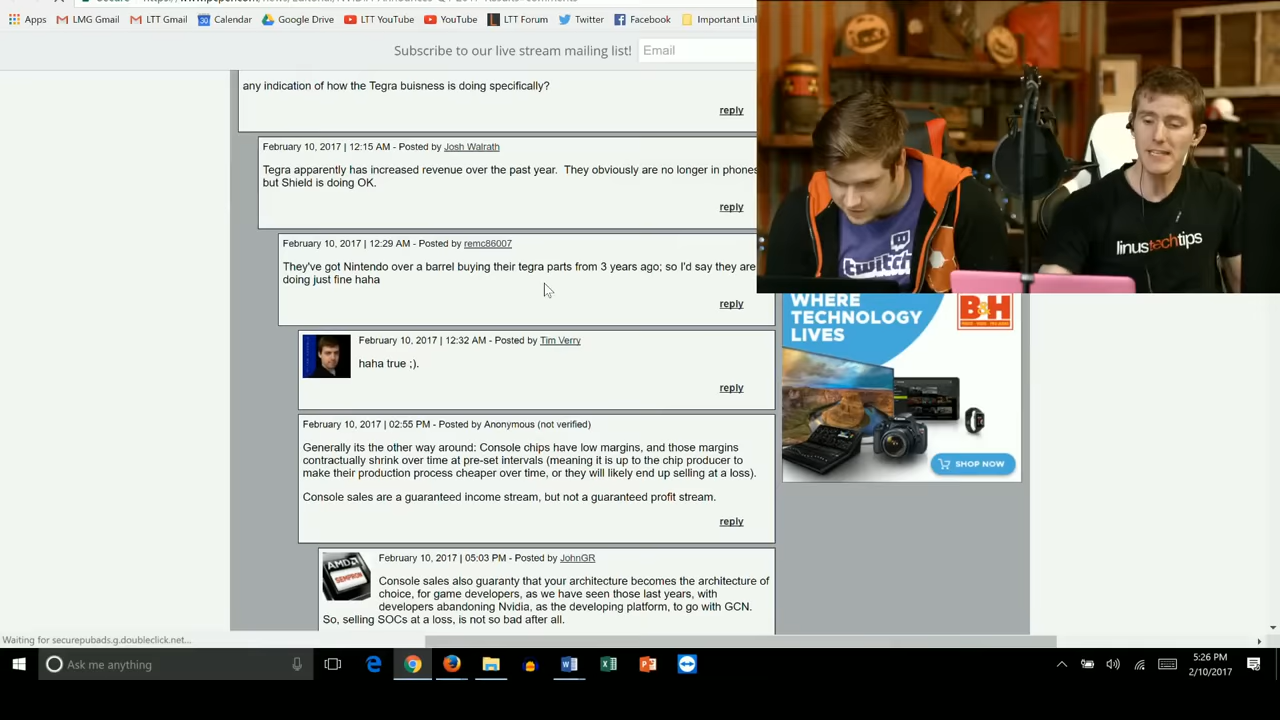 Apps LMG Gmail LTT Gmail Calendar Google Drive LTT YouTube YouTube LTT Forum Twitter Facebook Important Lin
Subscribe to our live stream mailing list! Email
any indication of how the Tegra buisness is doing specifically?
reply
February 10, 2017 | 12:15 AM - Posted by Josh Walrath
Tegra apparently has increased revenue over the past year. They obviously are no longer in phones
but Shield is doing OK.
reply
February 10, 2017 | 12:29 AM - Posted by remc86007
They've got Nintendo over a barrel buying their tegra parts from 3 years ago; so I'd say they are
doing just fine haha
reply
February 10, 2017 | 12:32 AM - Posted by Tim Verry
haha true ;).
reply
February 10, 2017 | 02:55 PM - Posted by Anonymous (not verified)
Generally its the other way around: Console chips have low margins, and those margins
contractually shrink over time at pre-set intervals (meaning it is up to the chip producer to
make their production process cheaper over time, or they will likely end up selling at a loss).
Console sales are a guaranteed income stream, but not a guaranteed profit stream.
reply
February 10, 2017 | 05:03 PM - Posted by JohnGR
AMD
SEMPRON
Console sales also guaranty that your architecture becomes the architecture of
choice, for game developers, as we have seen those last years, with
developers abandoning Nvidia, as the developing platform, to go with GCN.
So, selling SOCs at a loss, is not so bad after all.
twitch
linustechtips
WHERE
TECHNOLOGY
LIVES
B&H
SHOP NOW
Waiting for securepubads.g.doubleclick.net...
Ask me anything
5:26 PM
2/10/2017